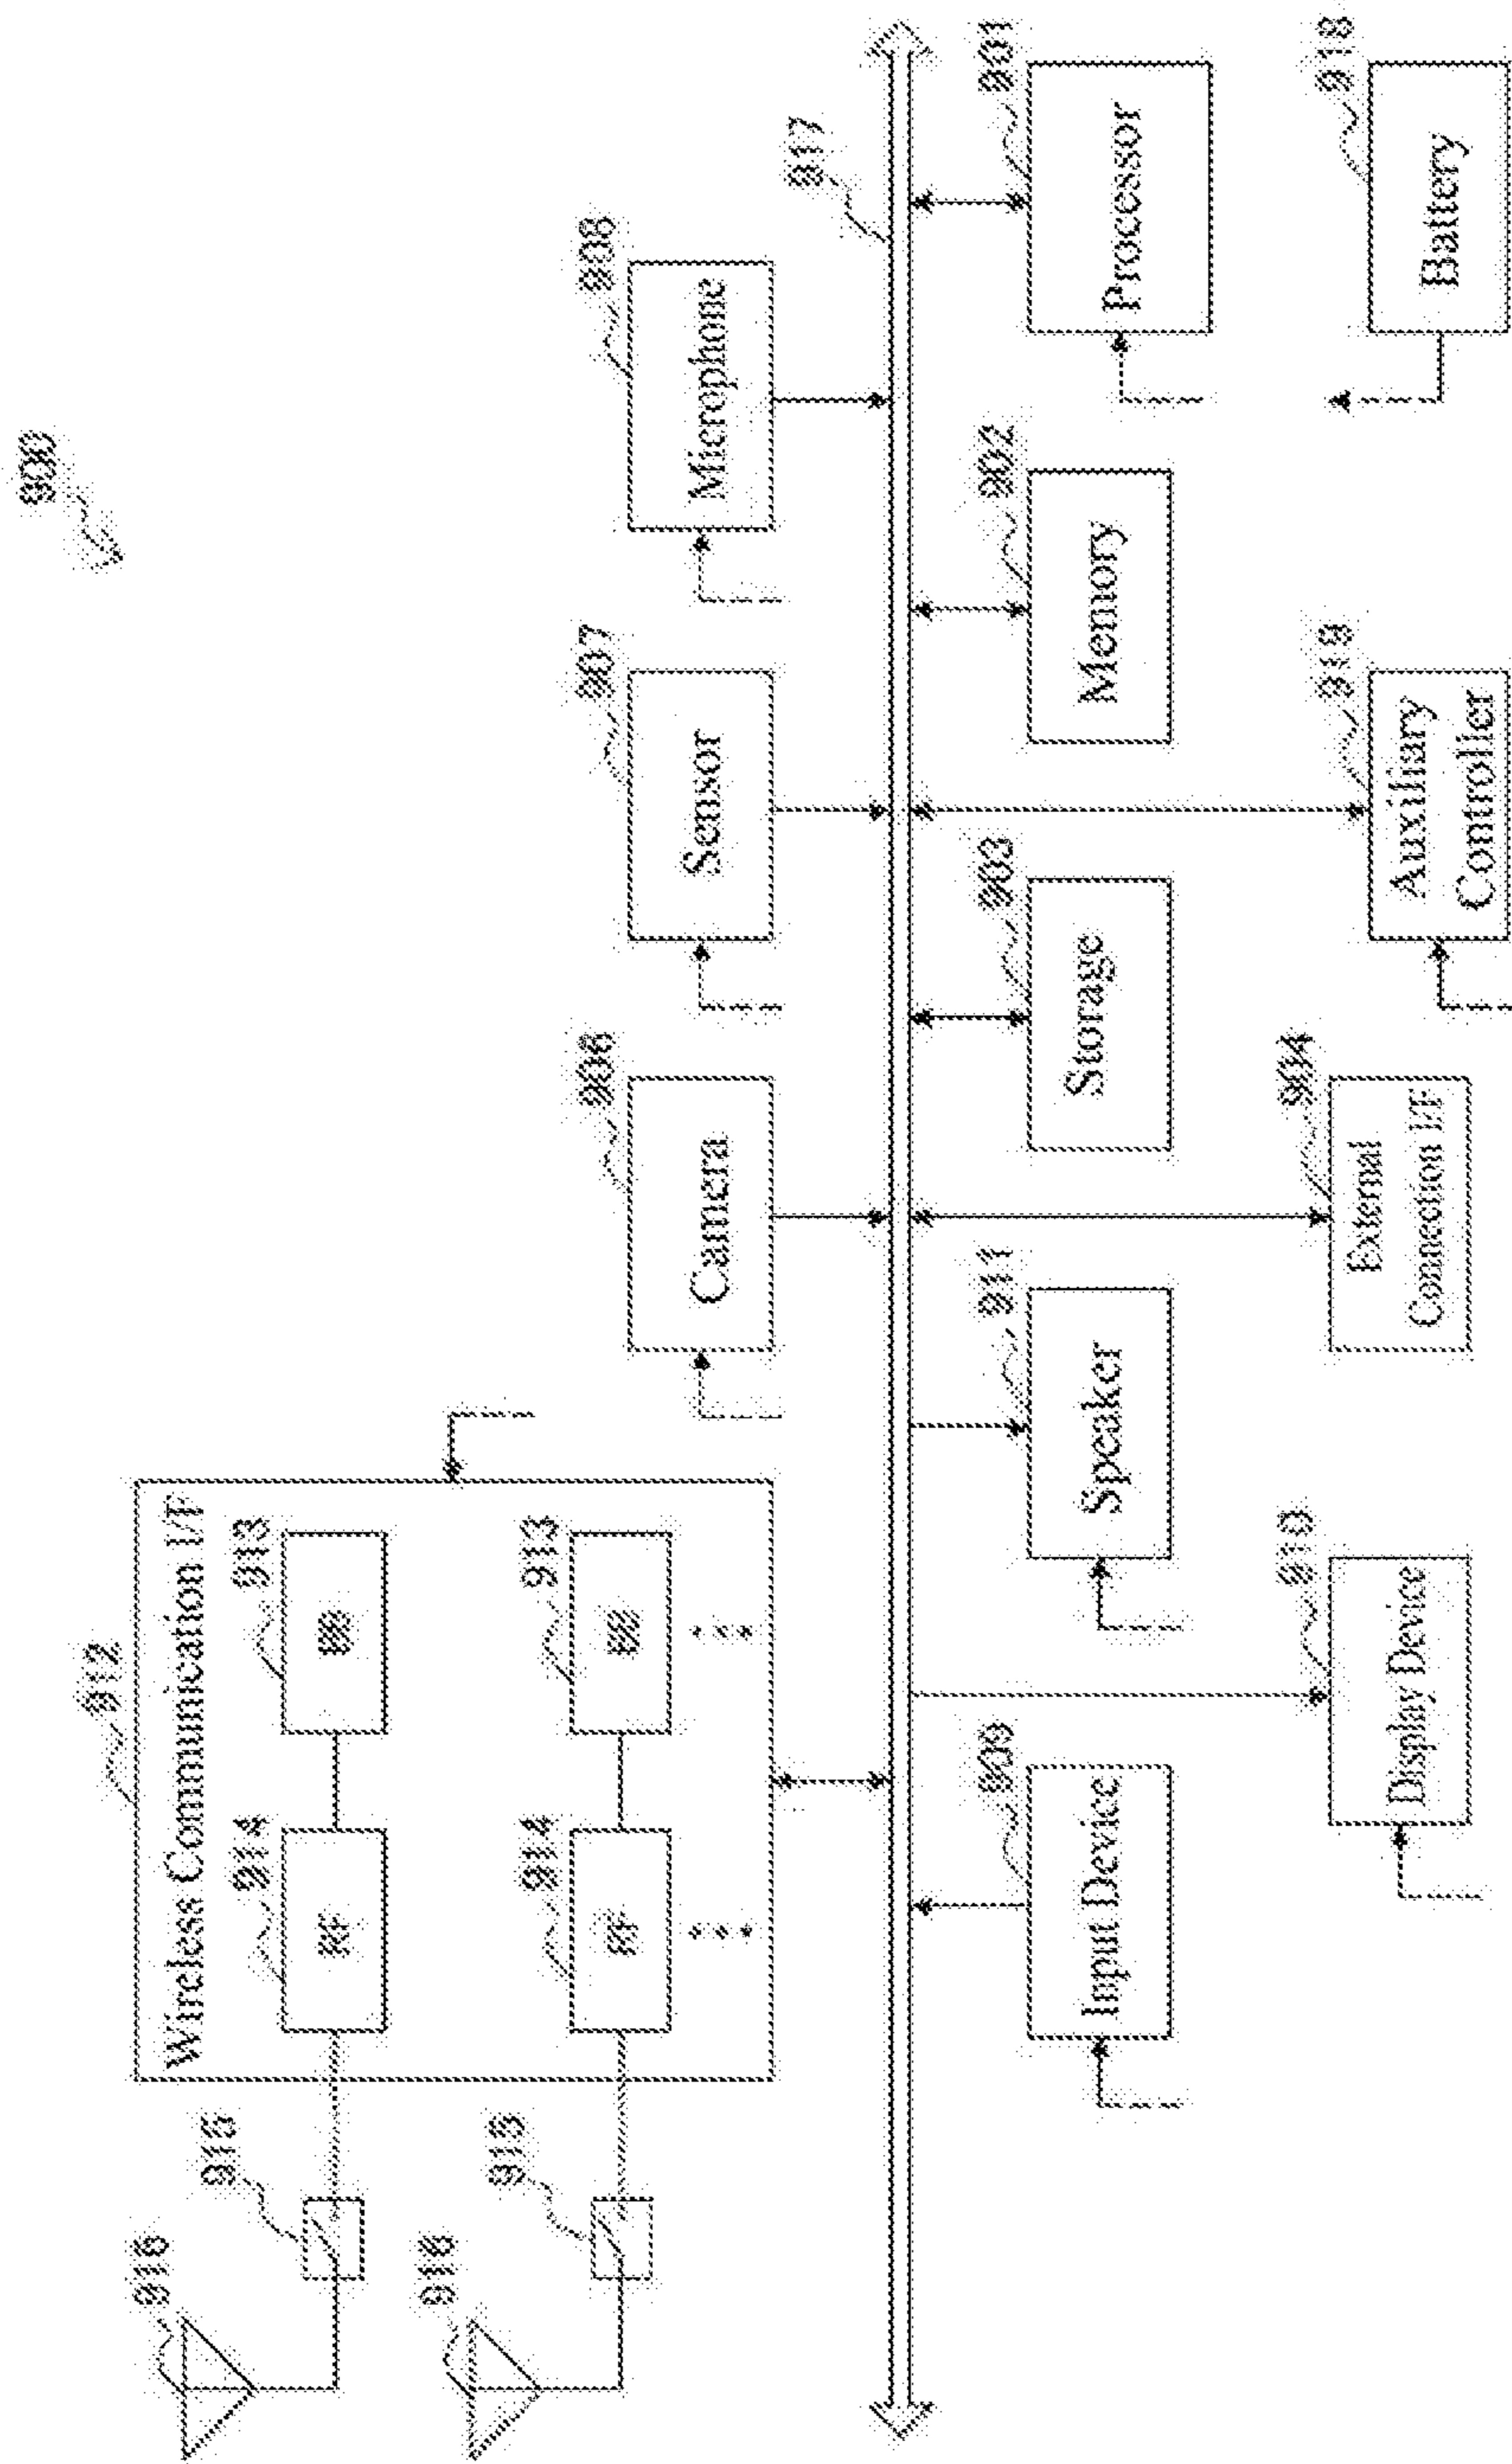 900
912
916
Wireless Communication I/F
915
914
913
RF
BB
916
915
914
913
RF
BB
906
907
908
Camera
Sensor
Microphone
917
909
911
903
902
901
Input Device
Speaker
Storage
Memory
Processor
910
904
919
918
Display Device
External
Connection I/F
Auxiliary
Controller
Battery